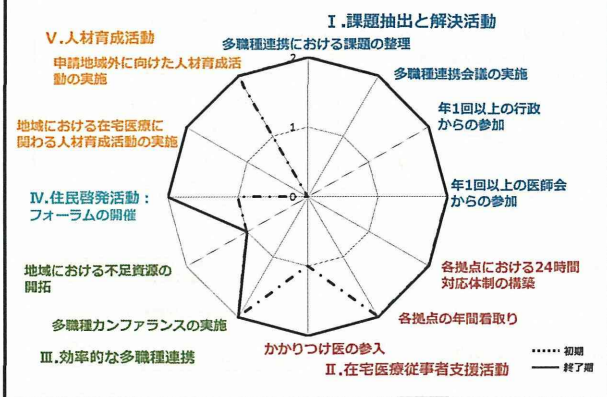 Ⅰ.課題抽出と解決活動
多職種連携における課題の整理
多職種連携会議の実施
年1回以上の行政
からの参加
年1回以上の医師会
からの参加
各拠点における24時間
対応体制の構築
各拠点の年間看取り
かかりつけ医の参入
Ⅱ.在宅医療従事者支援活動
Ⅲ.効率的な多職種連携
多職種カンファランスの実施
地域における不足資源の
開拓
Ⅳ.住民啓発活動：
フォーラムの開催
地域における在宅医療に
関わる人材育成活動の実施
申請地域外に向けた人材育成活
動の実施
Ⅴ.人材育成活動
2
1
0
初期
終了期